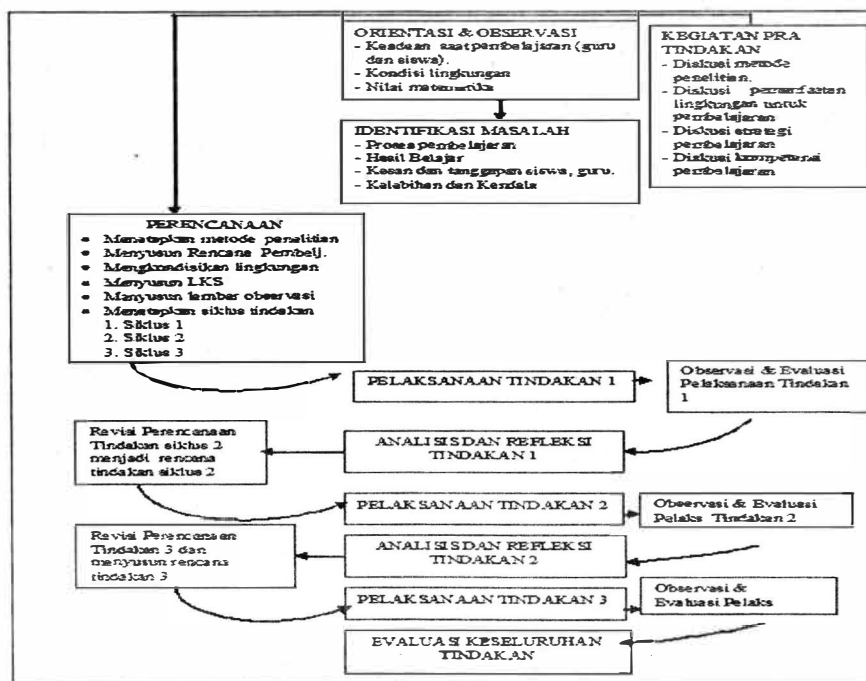 ORIENTASI & OBSERVASI
- Keadaan saat pembelajaran (guru
dan siswa).
- Kondisi lingkungan
- Nilai matematika
KEGIATAN PRA
TINDAKAN
- Diskusi metode
penelitian.
- Diskusi pemanfaatan
lingkungan untuk
pembelajaran
- Diskusi strategi
pembelajaran
- Diskusi kompetensi
pembelajaran
IDENTIFIKASI MASALAH
- Proses pembelajaran
- Hasil Belajar
- Kesan dan tanggapan siswa, guru.
- Kelebihan dan Kendala
PERENCANAAN
• Menetapkan metode penelitian
• Menyusun Rencana Pembelj.
• Mengkondisikan lingkungan
• Menyusun LKS
• Menyusun lembar observasi
• Menetapkan siklus tindakan
1. Siklus 1
2. Siklus 2
3. Siklus 3
PELAKSANAAN TINDAKAN 1
Observasi & Evaluasi
Pelaksanaan Tindakan
1
Revisi Perencanaan
Tindakan siklus 2
menjadi rencana
tindakan siklus 2
ANALISIS DAN REFLEKSI
TINDAKAN 1
PELAKSANAAN TINDAKAN 2
Observasi & Evaluasi
Pelaks Tindakan 2
Revisi Perencanaan
Tindakan 3 dan
menyusun rencana
tindakan 3
ANALISIS DAN REFLEKSI
TINDAKAN 2
PELAKSANAAN TINDAKAN 3
Observasi &
Evaluasi Pelaks
EVALUASI KESELURUHAN
TINDAKAN